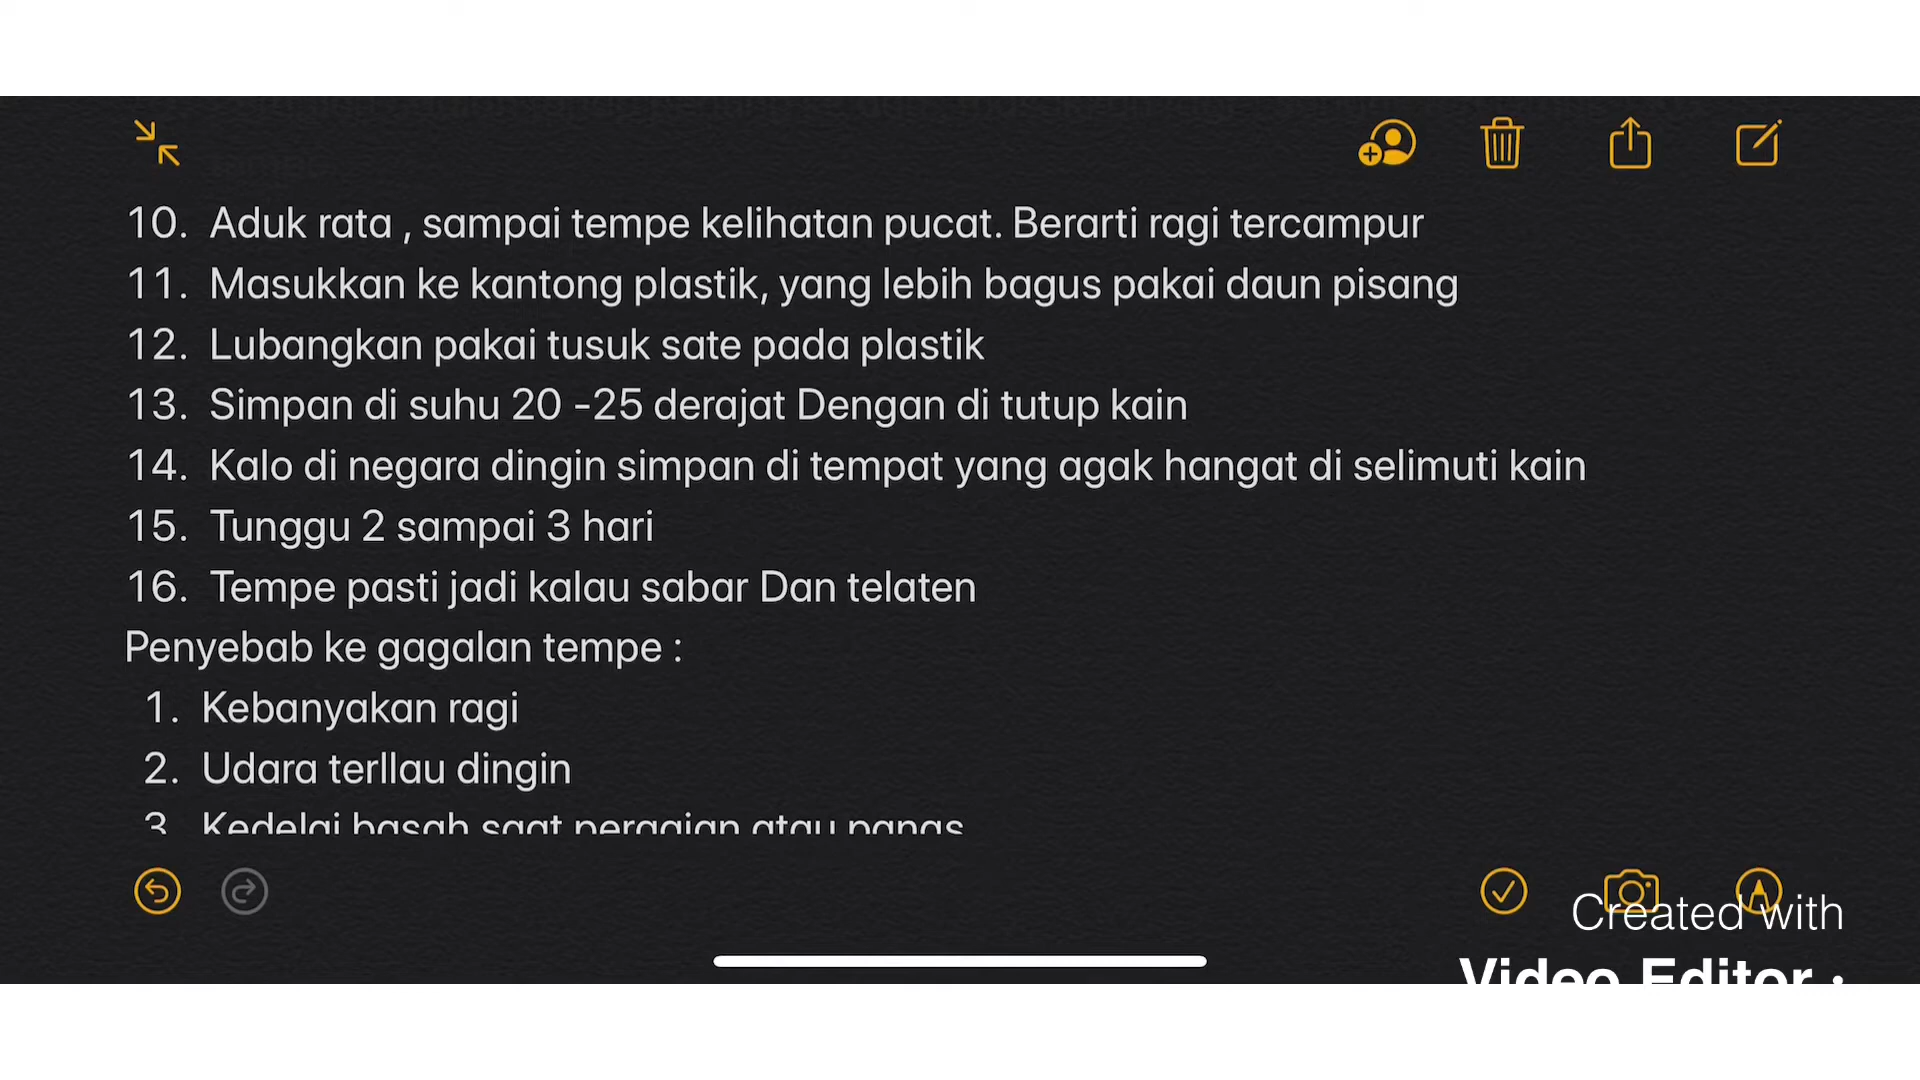 10. Aduk rata , sampai tempe kelihatan pucat. Berarti ragi tercampur
11. Masukkan ke kantong plastik, yang lebih bagus pakai daun pisang
12. Lubangkan pakai tusuk sate pada plastik
13. Simpan di suhu 20 -25 derajat Dengan di tutup kain
14. Kalo di negara dingin simpan di tempat yang agak hangat di selimuti kain
15. Tunggu 2 sampai 3 hari
16. Tempe pasti jadi kalau sabar Dan telaten
Penyebab ke gagalan tempe :
1. Kebanyakan ragi
2. Udara terllau dingin
3 Kedelai basah saat peragian atau panas
Created with
Video Editor